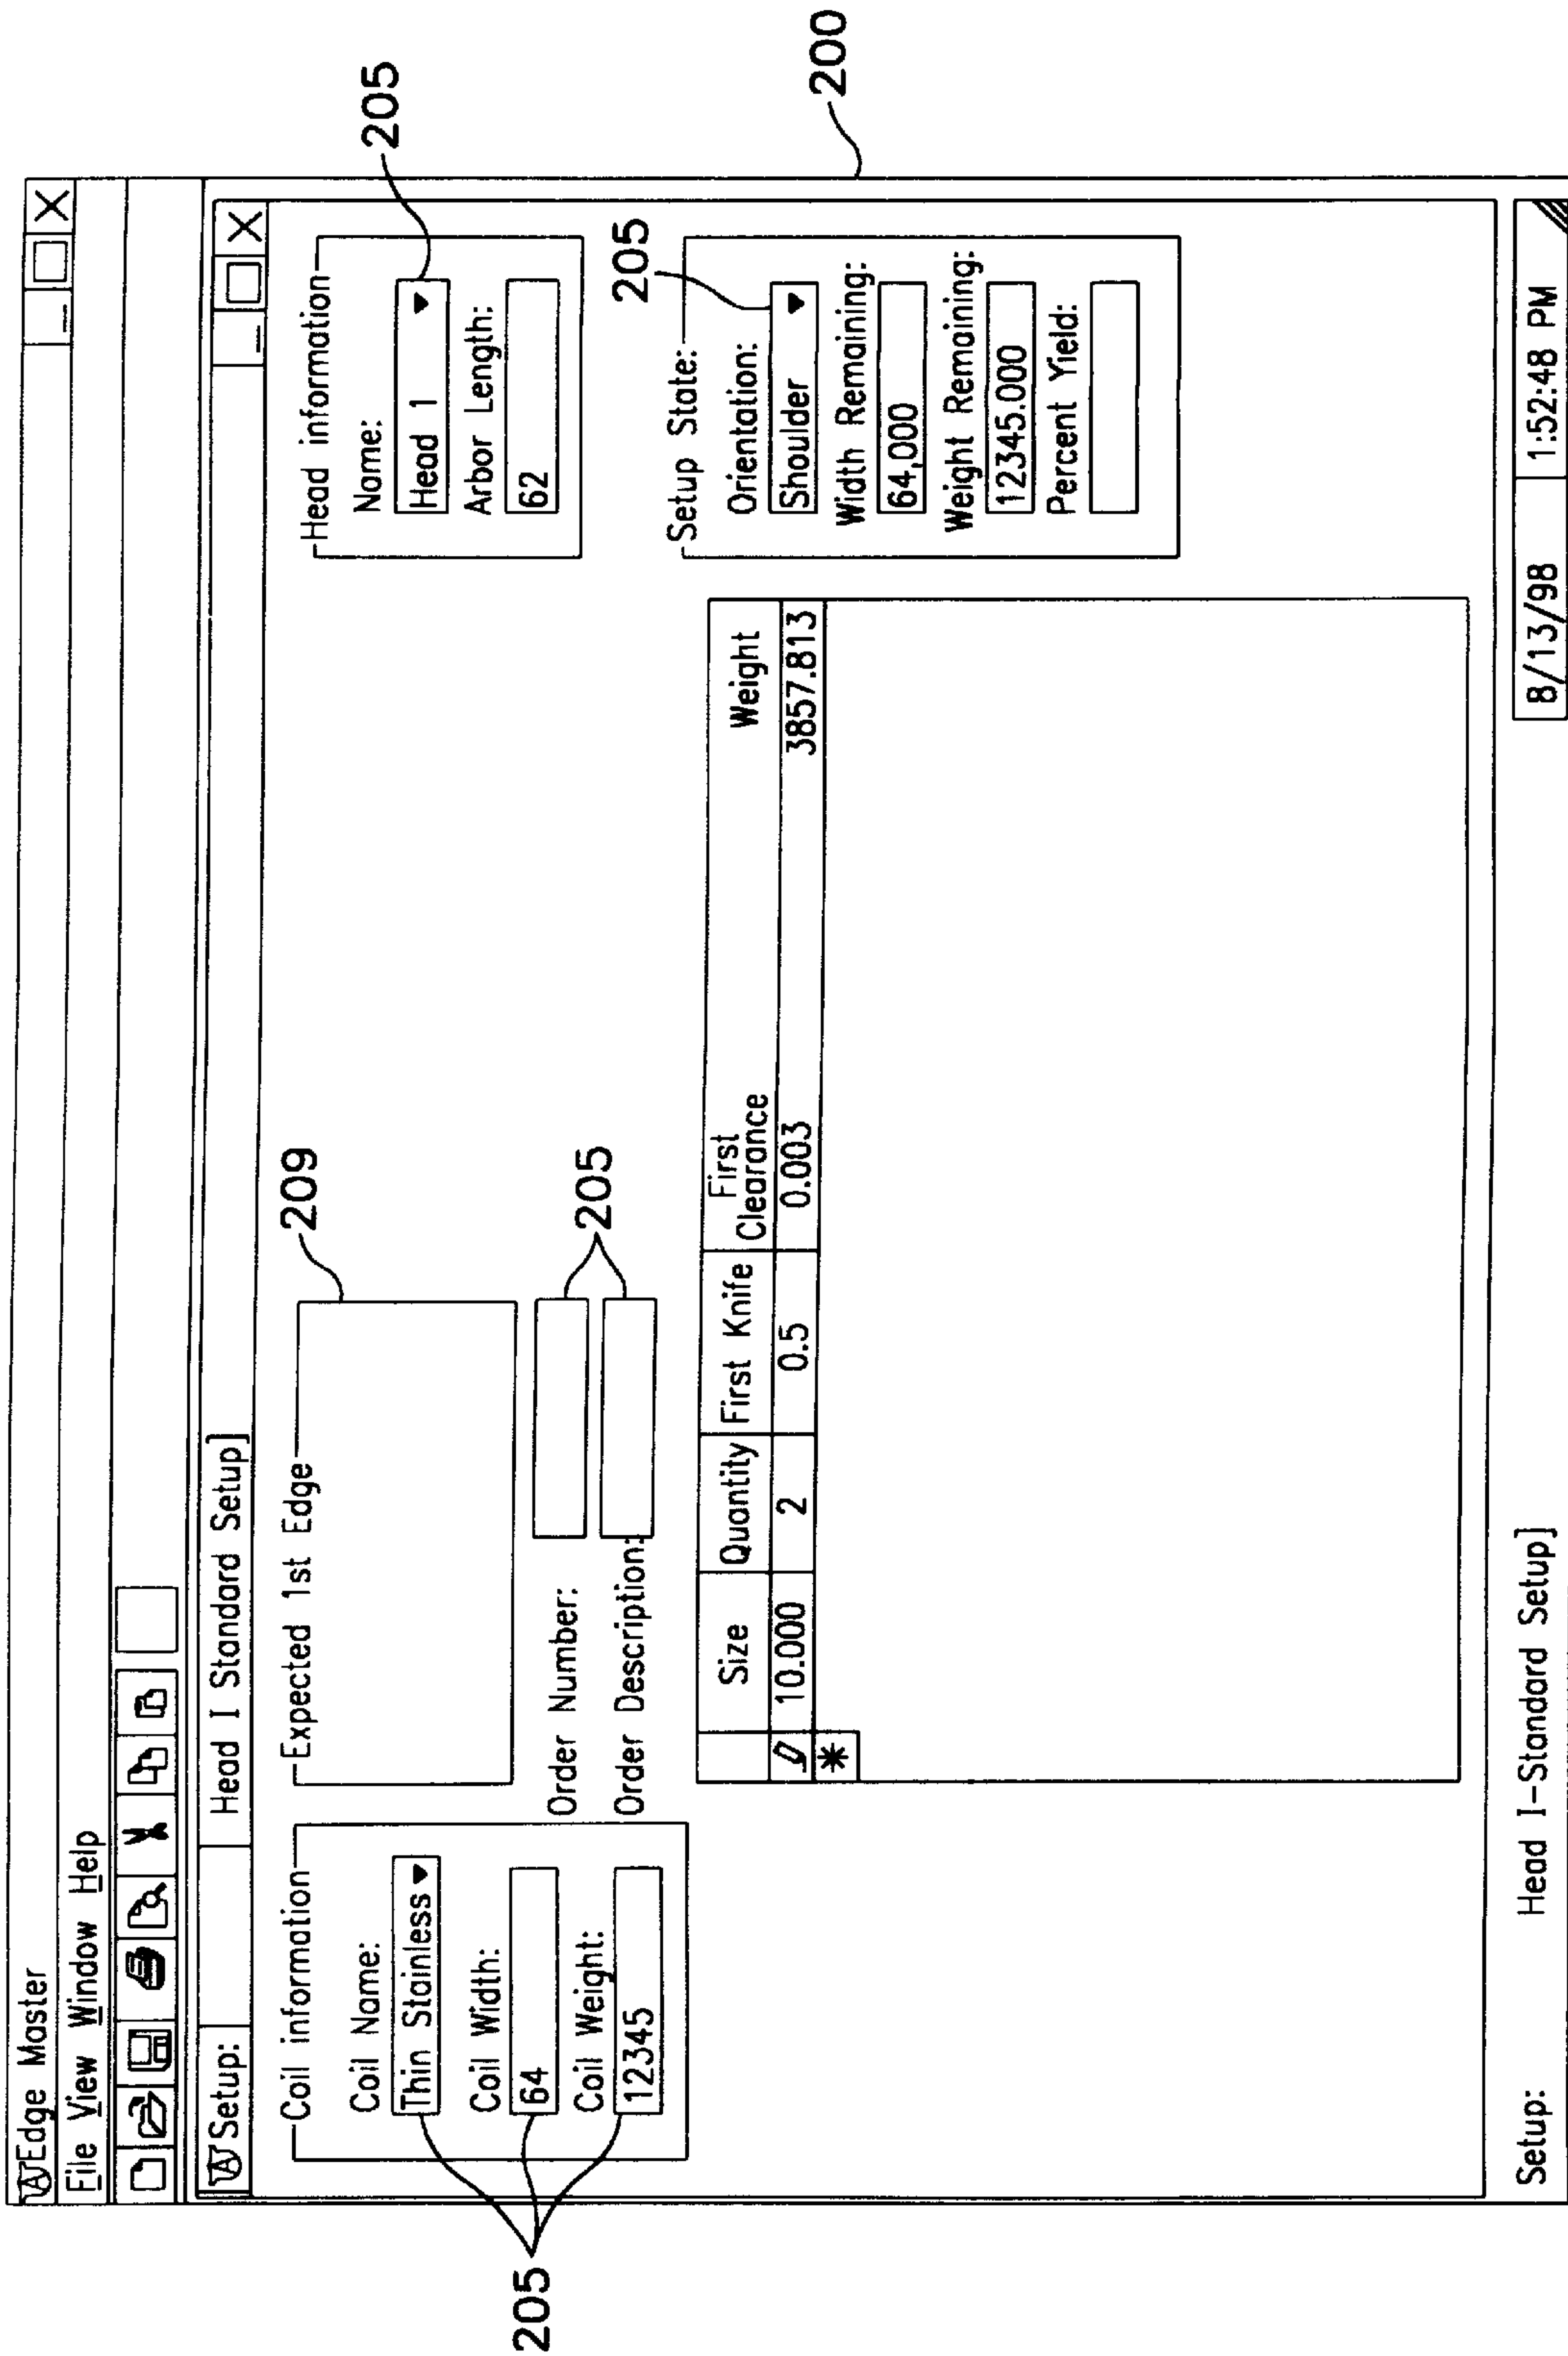 Edge Master
File View Window Help
Setup: Head I Standard Setup]
Coil information
Coil Name:
Thin Stainless
Coil Width:
64
Coil Weight:
12345
205
Expected 1st Edge
209
Order Number:
Order Description:
205
Head information
Name:
Head 1
205
Arbor Length:
62
Setup State:
205
Orientation:
Shoulder
Width Remaining:
64,000
Weight Remaining:
12345.000
Percent Yield:
200
Size Quantity First Knife First Clearance Weight
10.000 2 0.5 0.003 3857.813
Setup: Head I-Standard Setup] 8/13/98 1:52:48 PM